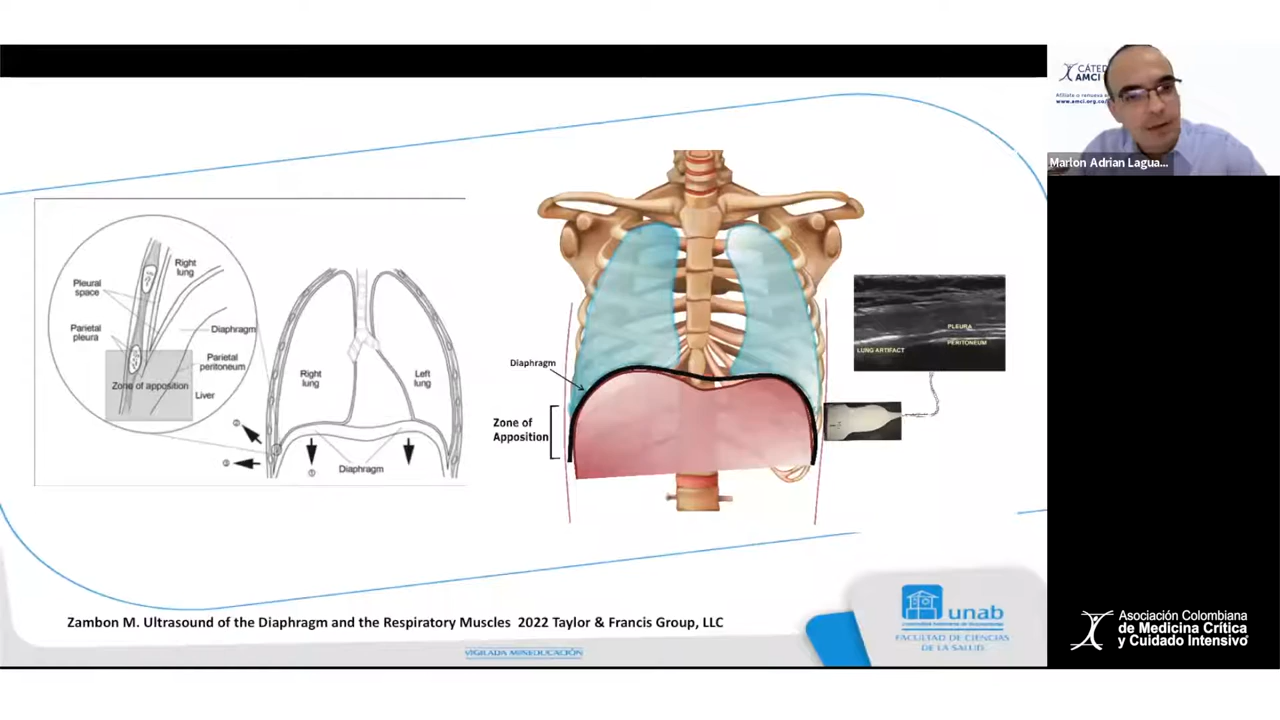 Right
lung
Pleural
space
Parietal
pleura
Diaphragm
Parietal
peritoneum
Zone of apposition
Liver
Right
lung
Left
lung
Diaphragm
①
Diaphragm
Zone of
Apposition
PLEURA
PERITONEUM
LUNG ARTIFACT
Zambon M. Ultrasound of the Diaphragm and the Respiratory Muscles 2022 Taylor & Francis Group, LLC
VIGILADA MINEDUCACIÓN
unab
FACULTAD DE CIENCIAS
DE LA SALUD
CÁTED
AMCI
www.amci.org.co
Marlon Adrian Lagua...
Asociación Colombiana
de Medicina Crítica
y Cuidado Intensivo